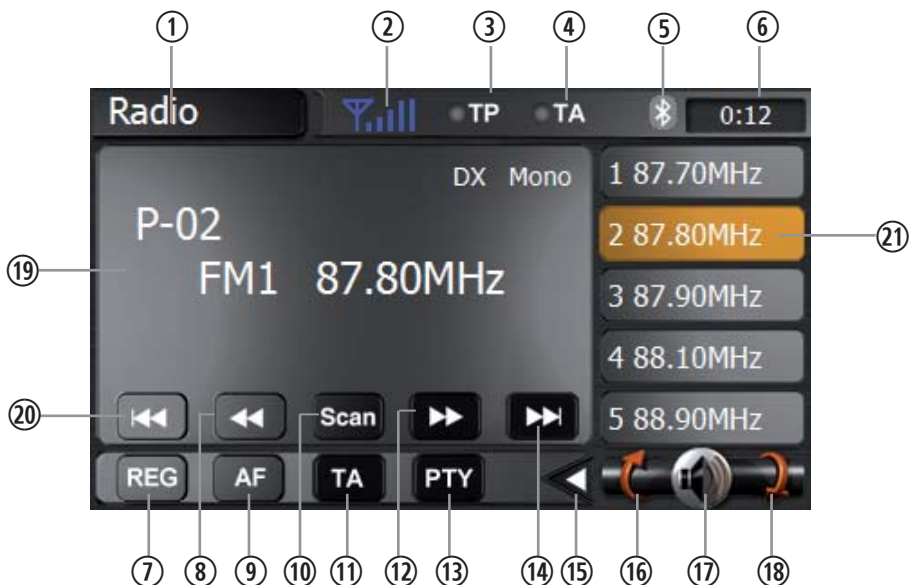 ① ② ③ ④ ⑤ ⑥
Radio TP TA 0:12
DX Mono
P-02
FM1 87.80MHz
1 87.70MHz
2 87.80MHz
3 87.90MHz
4 88.10MHz
5 88.90MHz
⑲
㉑
⑳
Scan
REG AF TA PTY
⑦ ⑧ ⑨ ⑩ ⑪ ⑫ ⑬ ⑭ ⑮ ⑯ ⑰ ⑱